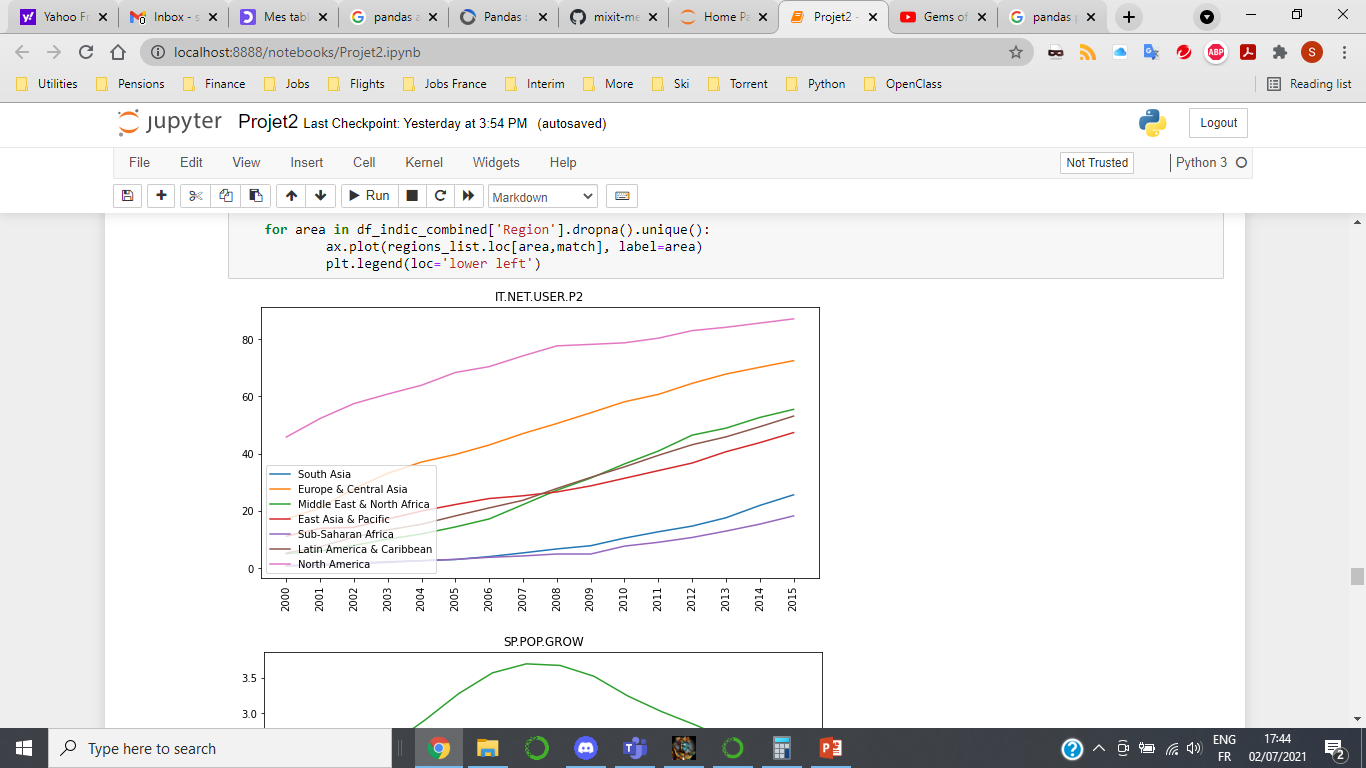 Yahoo Fr
Inbox - s
Mes tabl
pandas a
Pandas :
mixit-me
Home Pa
Projet2 -
Gems of
pandas p
localhost:8888/notebooks/Projet2.ipynb
ABP
S
Utilities
Pensions
Finance
Jobs
Flights
Jobs France
Interim
More
Ski
Torrent
Python
OpenClass
Reading list
jupyter Projet2 Last Checkpoint: Yesterday at 3:54 PM (autosaved)
Logout
File Edit View Insert Cell Kernel Widgets Help
Not Trusted
Python 3
Run
Markdown
for area in df_indic_combined['Region'].dropna().unique():
ax.plot(regions_list.loc[area,match], label=area)
plt.legend(loc='lower left')
IT.NET.USER.P2
80
60
40
20
0
South Asia
Europe & Central Asia
Middle East & North Africa
East Asia & Pacific
Sub-Saharan Africa
Latin America & Caribbean
North America
2000 2001 2002 2003 2004 2005 2006 2007 2008 2009 2010 2011 2012 2013 2014 2015
SP.POP.GROW
3.5
3.0
Type here to search
ENG
FR
17:44
02/07/2021
2